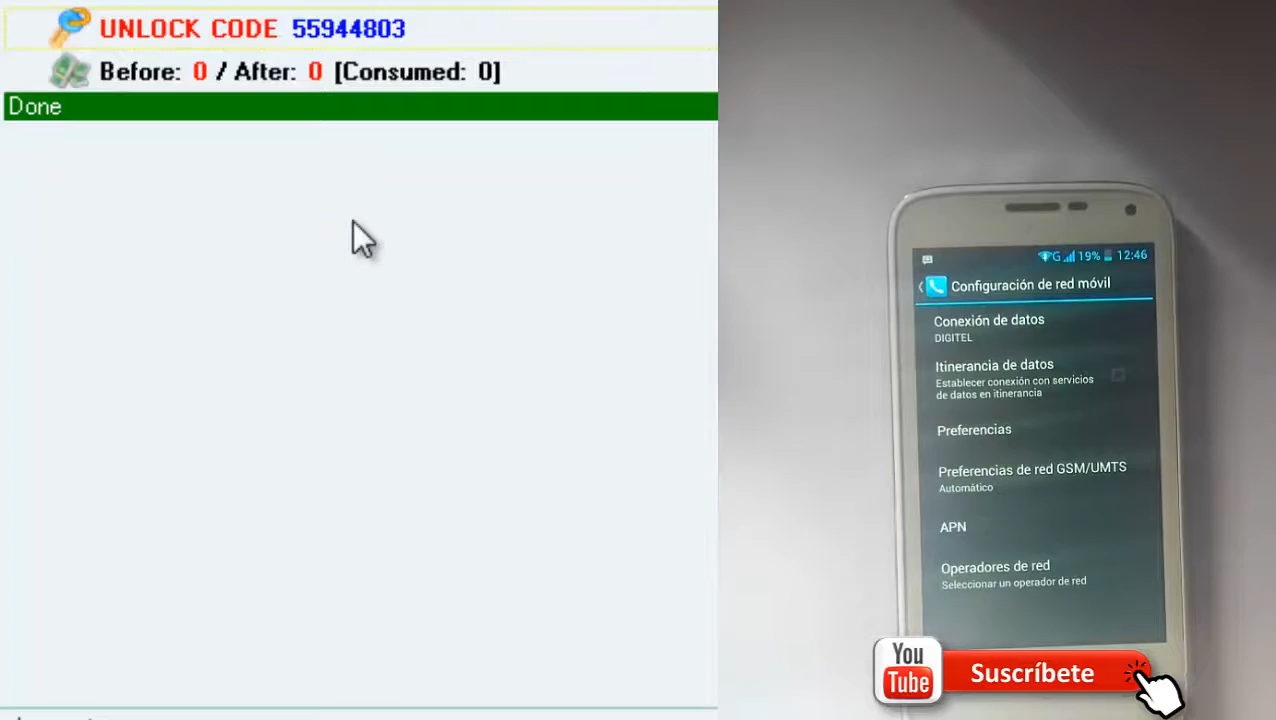 UNLOCK CODE 55944803
Before: 0 / After: 0 [Consumed: 0]
Done
G 19% 12:46
Configuración de red móvil
Conexión de datos
DIGITEL
Itinerancia de datos
Establecer conexión con servicios
de datos en itinerancia
Preferencias
Preferencias de red GSM/UMTS
Automático
APN
Operadores de red
Seleccionar un operador de red
You
Tube
Suscríbete